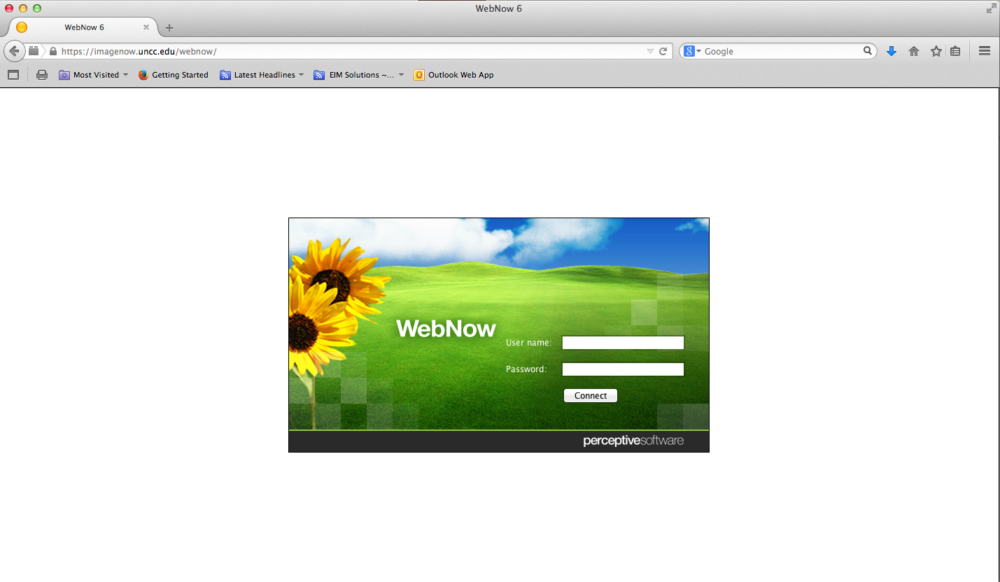 WebNow 6
WebNow 6
https://imagenow.uncc.edu/webnow/
Google
Most Visited Getting Started Latest Headlines EIM Solutions ~... Outlook Web App
WebNow
User name:
Password:
Connect
perceptivesoftware